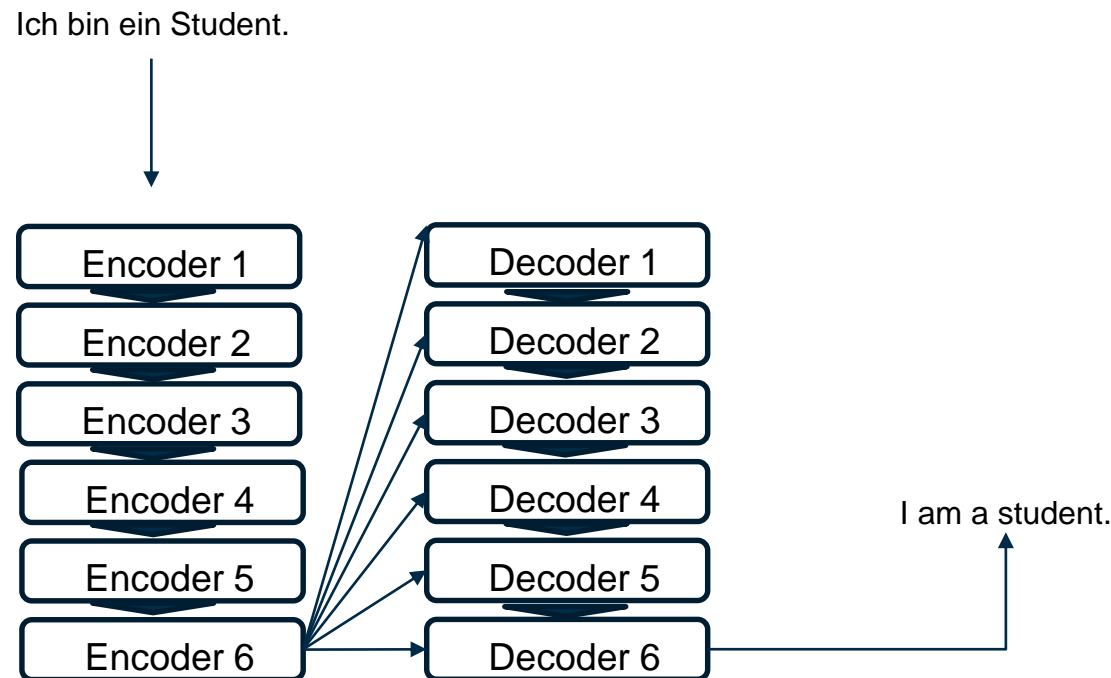 Ich bin ein Student.
Encoder 1
Encoder 2
Encoder 3
Encoder 4
Encoder 5
Encoder 6
Decoder 1
Decoder 2
Decoder 3
Decoder 4
Decoder 5
Decoder 6
I am a student.